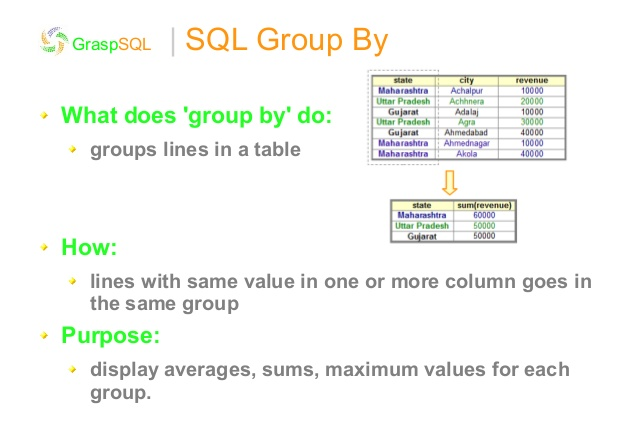 GraspSQL | SQL Group By
What does 'group by' do:
groups lines in a table
state city revenue
Maharashtra Achalpur 10000
Uttar Pradesh Achhnera 20000
Gujarat Adalaj 10000
Uttar Pradesh Agra 30000
Gujarat Ahmedabad 40000
Maharashtra Ahmednagar 10000
Maharashtra Akola 40000
state sum(revenue)
Maharashtra 60000
Uttar Pradesh 50000
Gujarat 50000
How:
lines with same value in one or more column goes in
the same group
Purpose:
display averages, sums, maximum values for each
group.